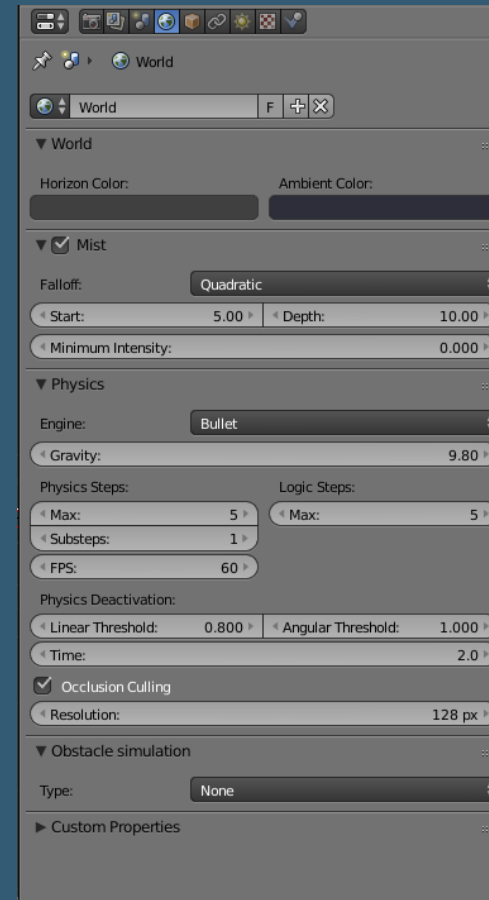 World
World F
World
Horizon Color: Ambient Color:
Mist
Falloff: Quadratic
Start: 5.00 Depth: 10.00
Minimum Intensity: 0.000
Physics
Engine: Bullet
Gravity: 9.80
Physics Steps: Logic Steps:
Max: 5 Max: 5
Substeps: 1
FPS: 60
Physics Deactivation:
Linear Threshold: 0.800 Angular Threshold: 1.000
Time: 2.0
Occlusion Culling
Resolution: 128 px
Obstacle simulation
Type: None
Custom Properties